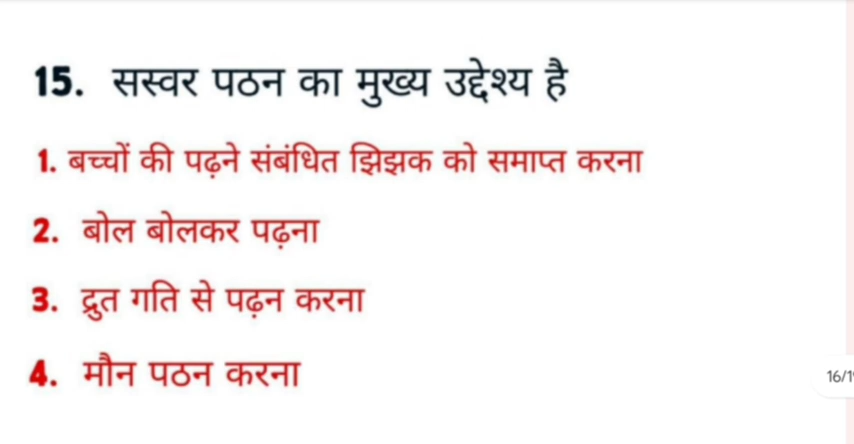 15. सस्वर पठन का मुख्य उद्देश्य है
1. बच्चों की पढ़ने संबंधित झिझक को समाप्त करना
2. बोल बोलकर पढ़ना
3. द्रुत गति से पढ़न करना
4. मौन पठन करना